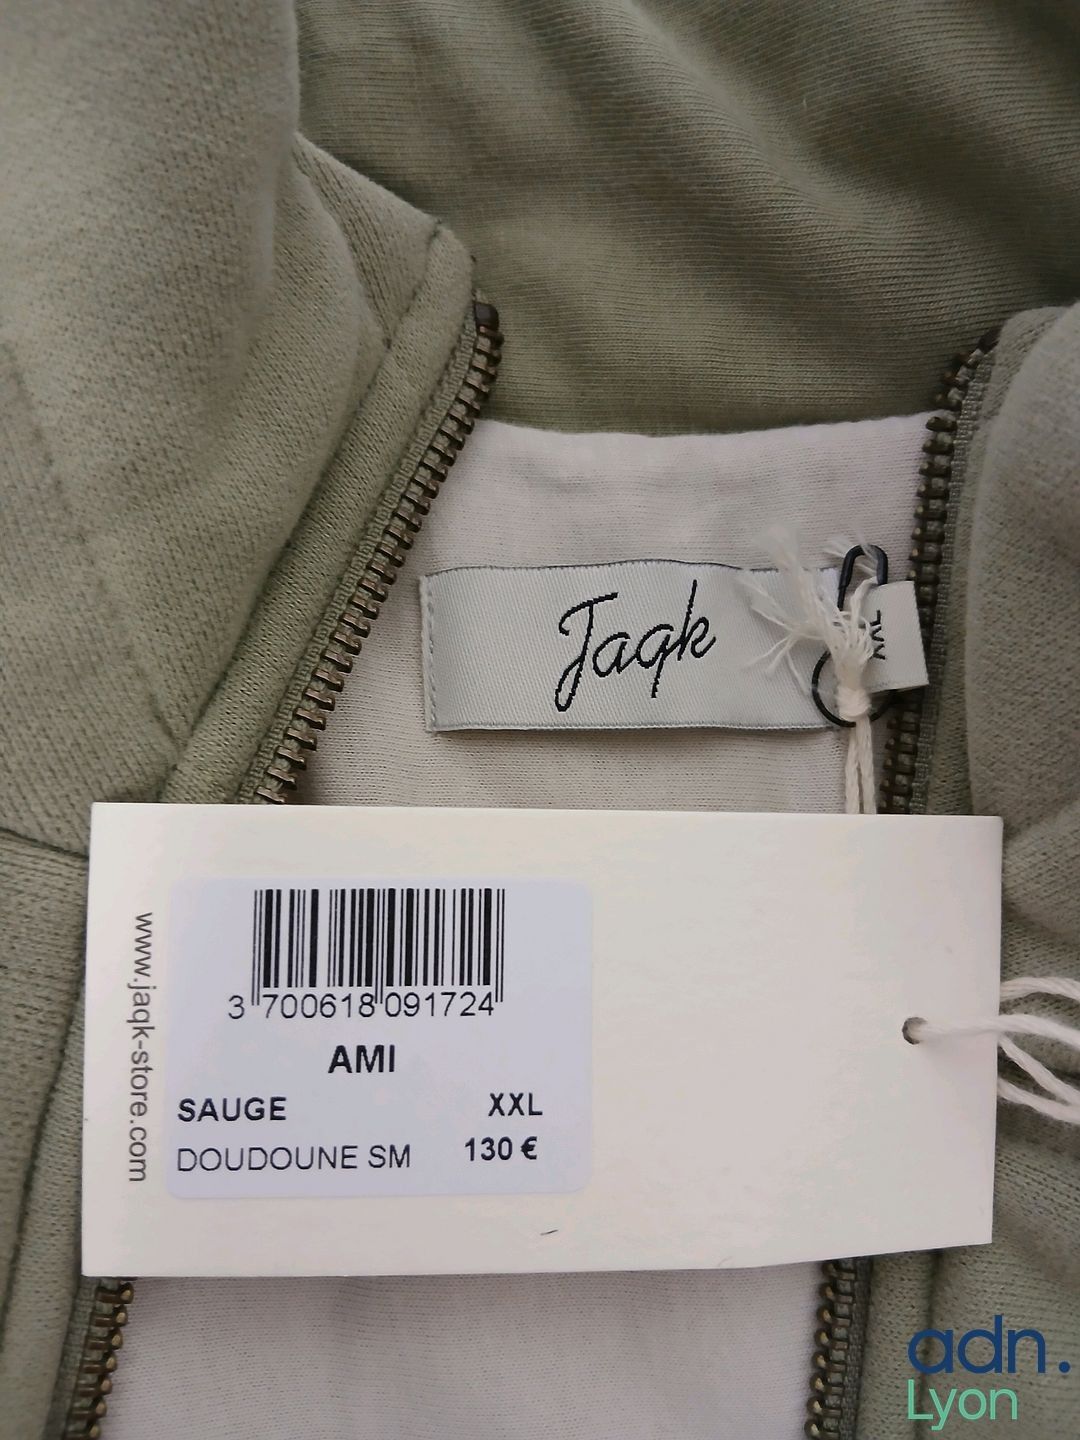 Jaqk
XXL
www.jaqk-store.com
3 700618 091724
AMI
SAUGE XXL
DOUDOUNE SM 130 €
adn.
Lyon